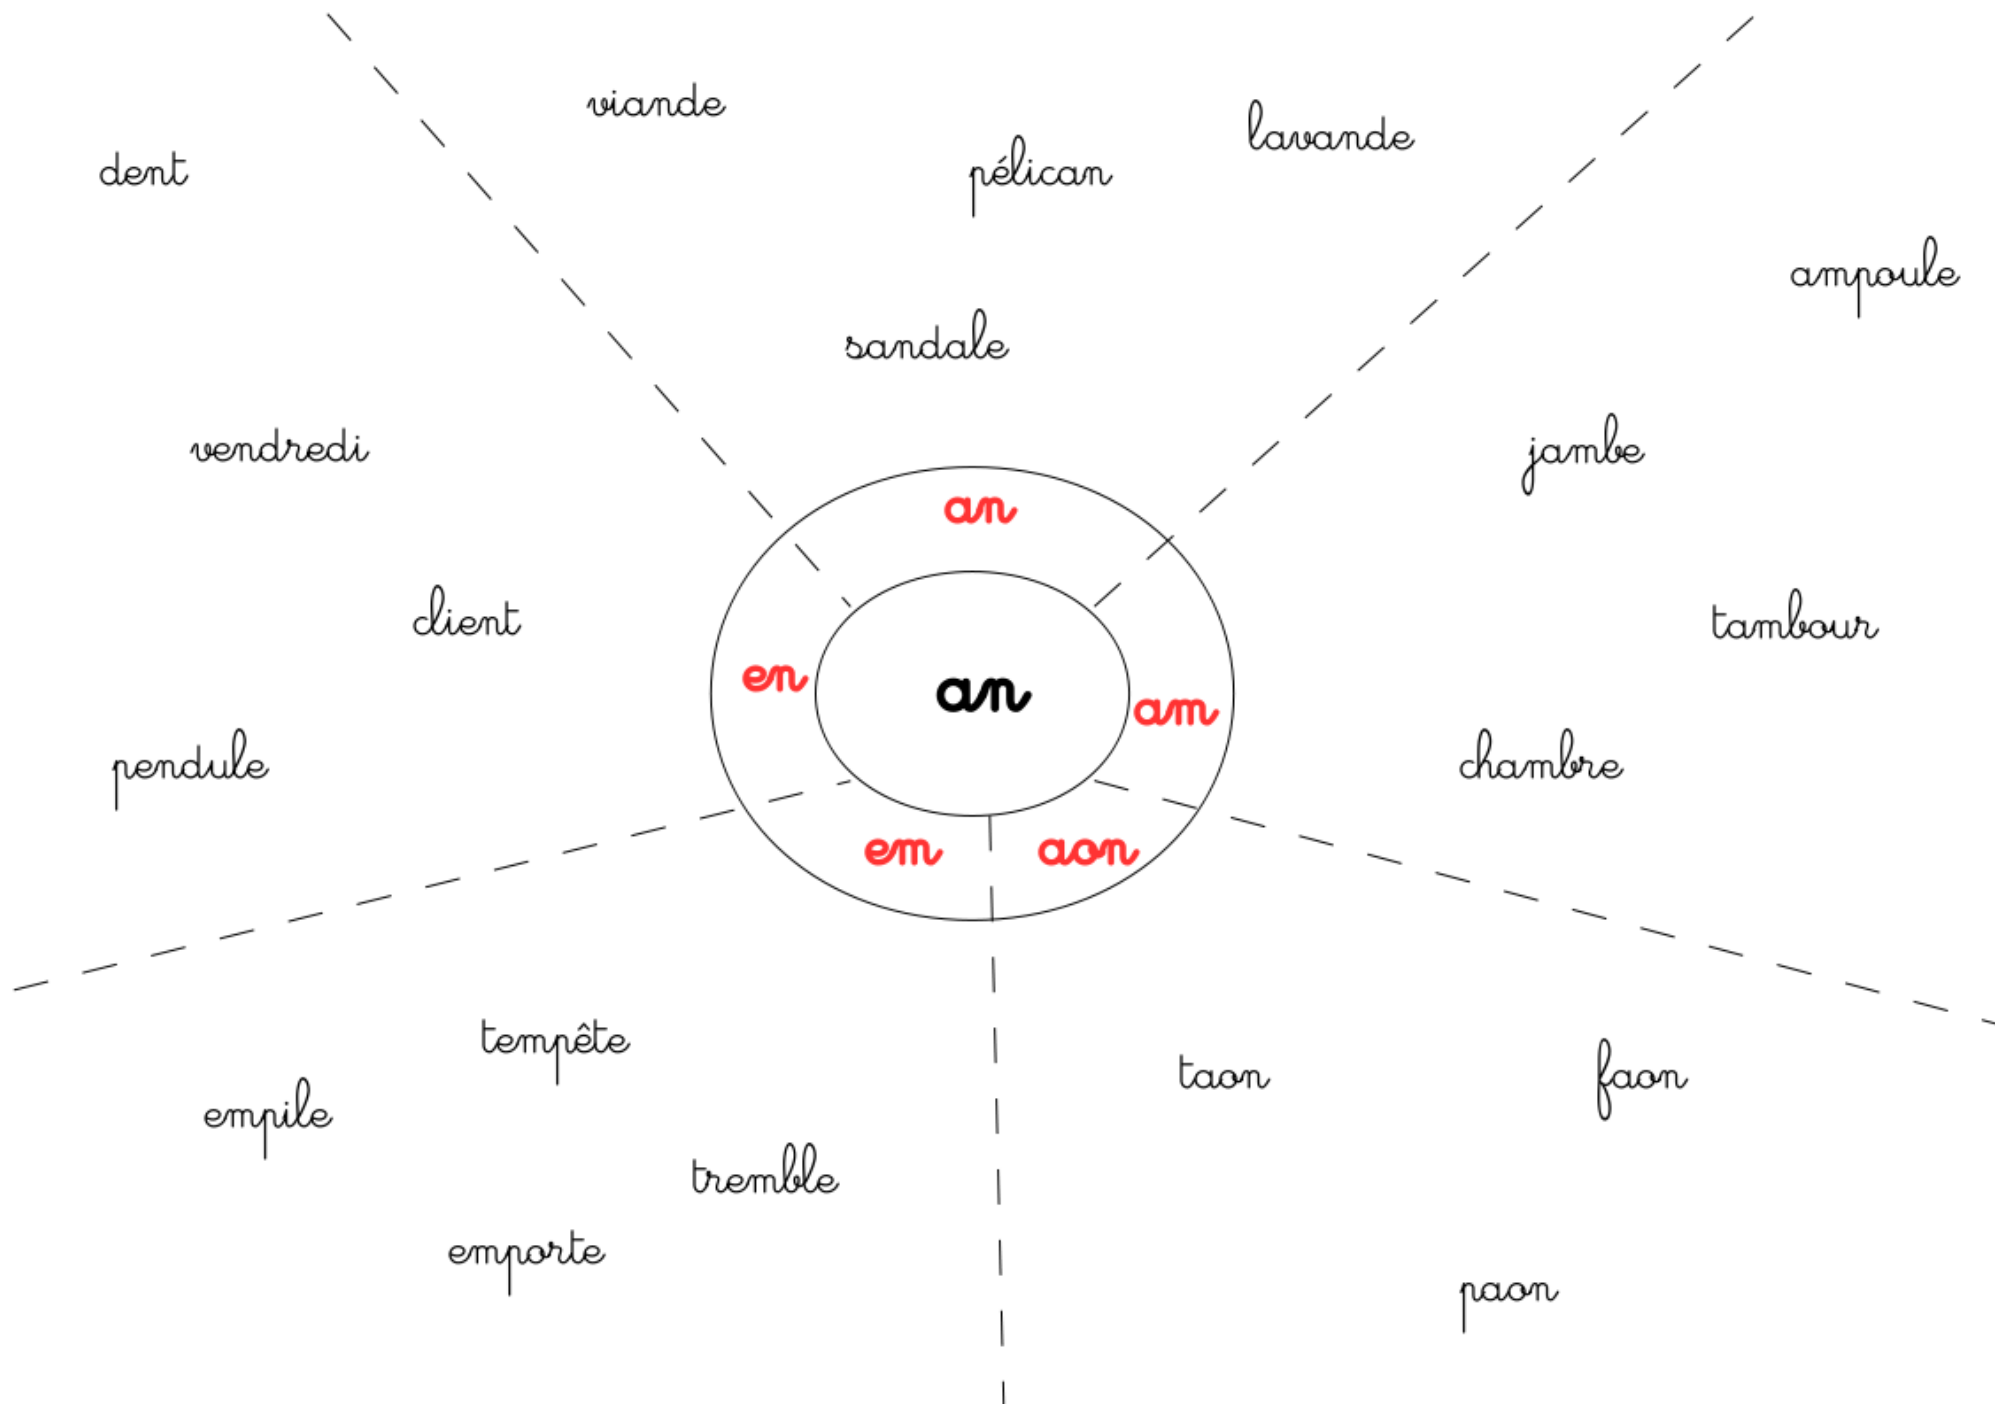 viande
lavande
dent
pélican
ampoule
sandale
vendredi
jambe
an
client
tambour
en
an
am
pendule
chambre
em
aon
tempête
taon
faon
empile
tremble
emporte
paon